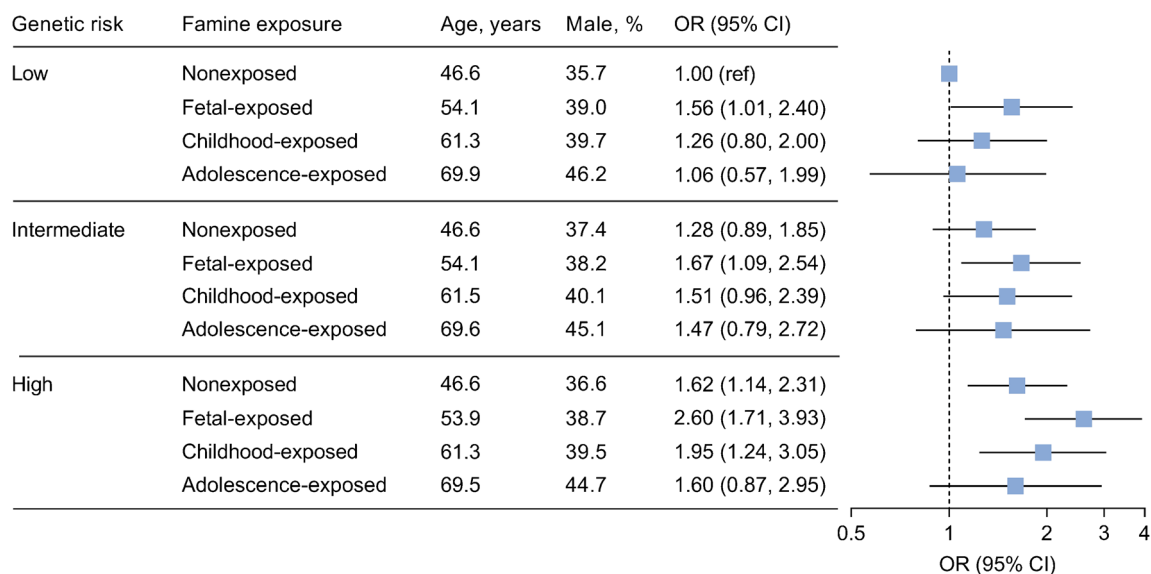 Genetic risk Famine exposure Age, years Male, % OR (95% CI)
Low Nonexposed 46.6 35.7 1.00 (ref)
Fetal-exposed 54.1 39.0 1.56 (1.01, 2.40)
Childhood-exposed 61.3 39.7 1.26 (0.80, 2.00)
Adolescence-exposed 69.9 46.2 1.06 (0.57, 1.99)
Intermediate Nonexposed 46.6 37.4 1.28 (0.89, 1.85)
Fetal-exposed 54.1 38.2 1.67 (1.09, 2.54)
Childhood-exposed 61.5 40.1 1.51 (0.96, 2.39)
Adolescence-exposed 69.6 45.1 1.47 (0.79, 2.72)
High Nonexposed 46.6 36.6 1.62 (1.14, 2.31)
Fetal-exposed 53.9 38.7 2.60 (1.71, 3.93)
Childhood-exposed 61.3 39.5 1.95 (1.24, 3.05)
Adolescence-exposed 69.5 44.7 1.60 (0.87, 2.95)
0.5 1 2 3 4
OR (95% CI)